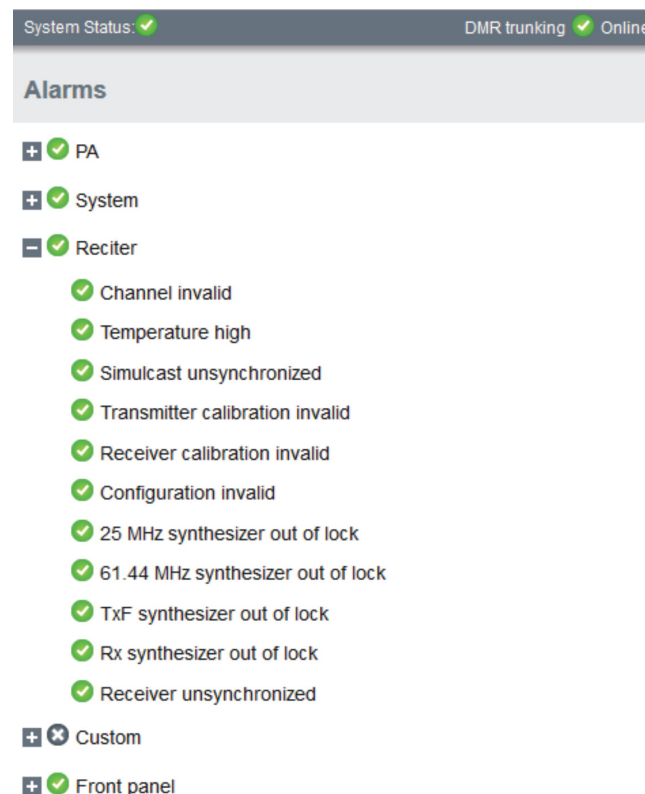 System Status: DMR trunking Online
Alarms
PA
System
Reciter
Channel invalid
Temperature high
Simulcast unsynchronized
Transmitter calibration invalid
Receiver calibration invalid
Configuration invalid
25 MHz synthesizer out of lock
61.44 MHz synthesizer out of lock
TxF synthesizer out of lock
Rx synthesizer out of lock
Receiver unsynchronized
Custom
Front panel